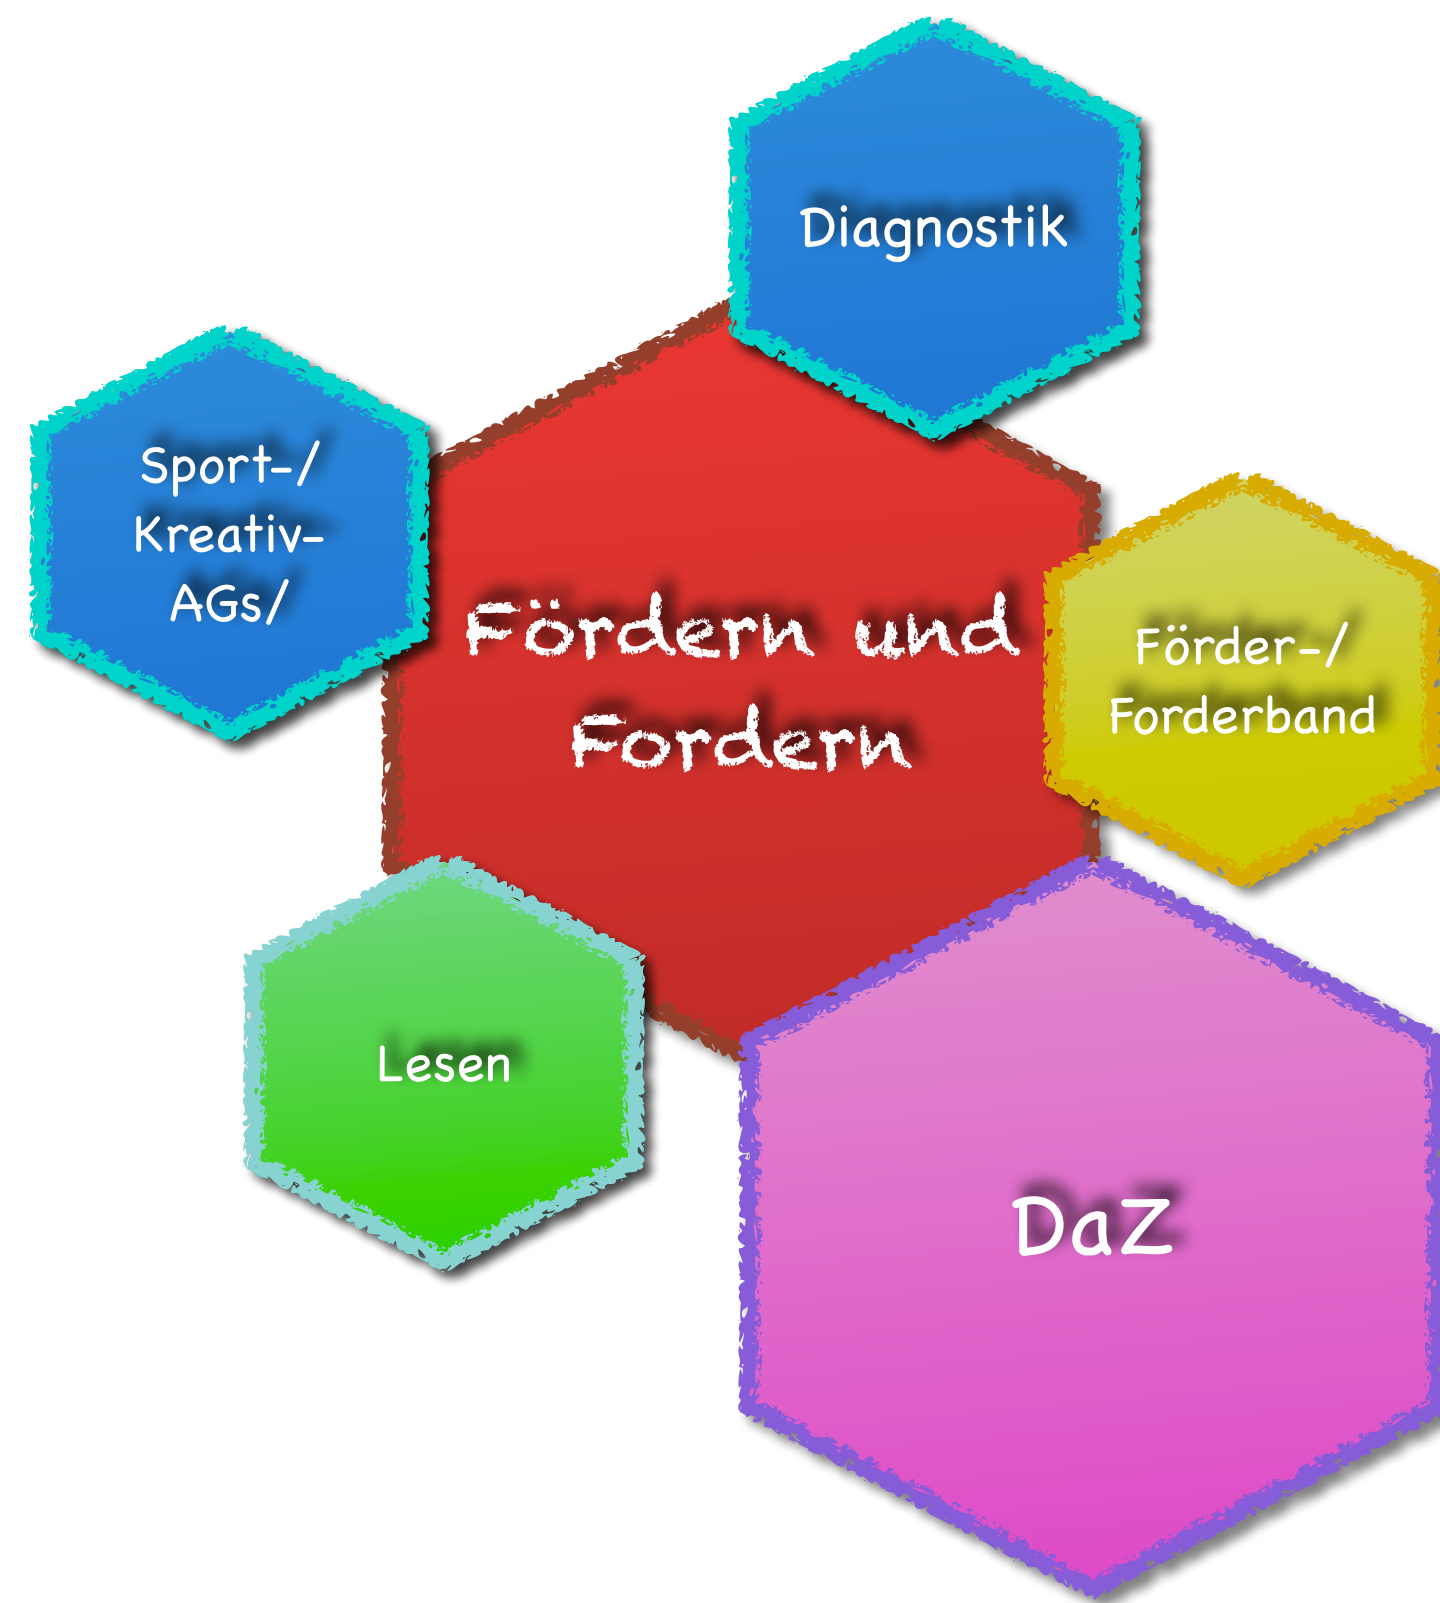 Diagnostik
Sport-/
Kreativ-
AGs/
Fördern und
Fordern
Förder-/
Forderband
Lesen
DaZ